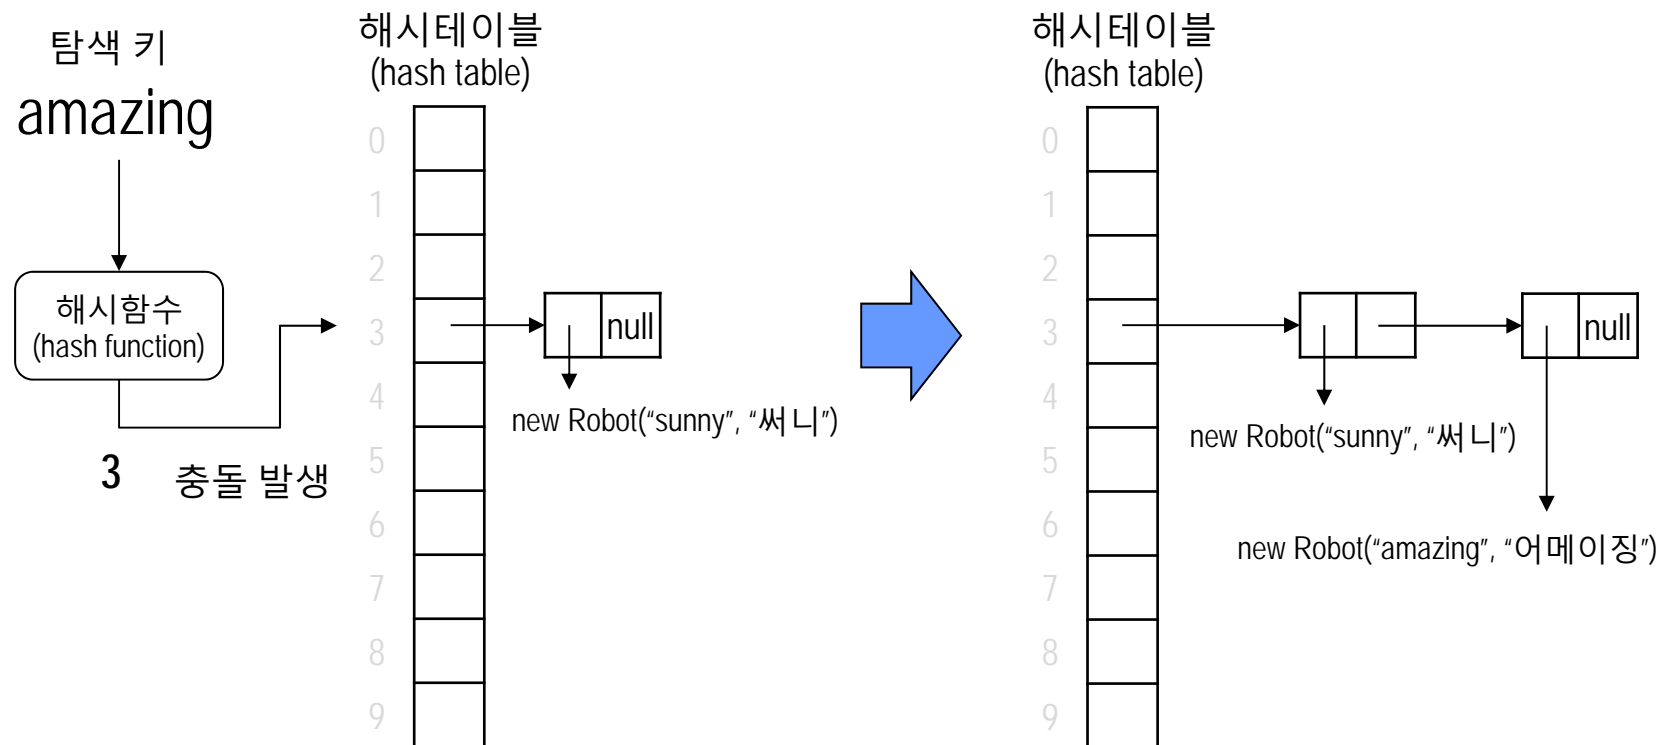 탐색 키
amazing
해시함수
(hash function)
3
충돌 발생
해시테이블
(hash table)
0
1
2
3
4
5
6
7
8
9
null
new Robot(“sunny”, “써니”)
해시테이블
(hash table)
0
1
2
3
4
5
6
7
8
9
null
new Robot(“sunny”, “써니”)
new Robot(“amazing”, “어메이징”)